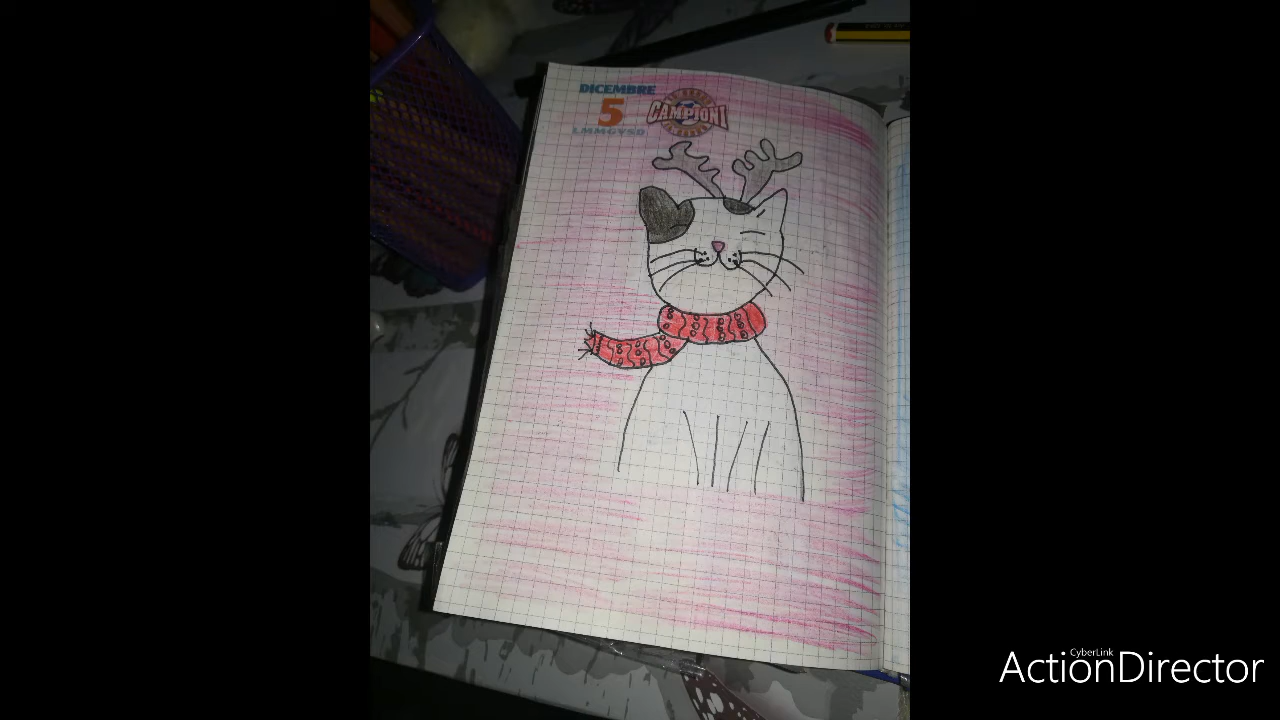 DICEMBRE
5
LMMGVSD
CAMPIONI
CyberLink
ActionDirector